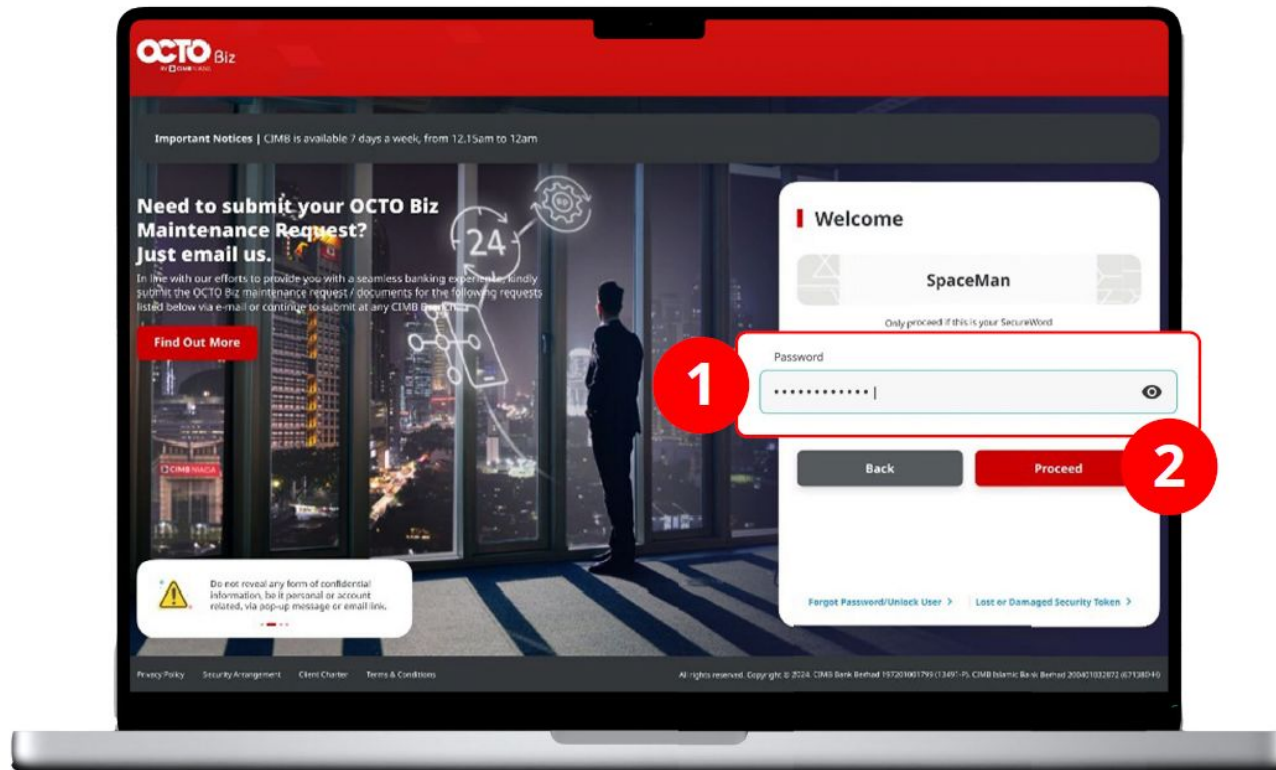 OCTO Biz
BY CIMB NIAGA
Important Notices | CIMB is available 7 days a week, from 12.15am to 12am
Need to submit your OCTO Biz
Maintenance Request?
Just email us.
In line with our efforts to provide you with a seamless banking experience, kindly
submit the OCTO Biz maintenance request / documents for the following requests
listed below via e-mail or continue to submit at any CIMB Branch.
Find Out More
24
CIMB NIAGA
Do not reveal any form of confidential
information, be it personal or account
related, via pop-up message or email link.
Welcome
SpaceMan
Only proceed if this is your SecureWord
1
Password
••••••••••••|
Back
Proceed
2
Forgot Password/Unlock User >
Lost or Damaged Security Token >
Privacy Policy Security Arrangement Client Charter Terms & Conditions
All rights reserved. Copyright © 2024. CIMB Bank Berhad 197201001799 (13491-P). CIMB Islamic Bank Berhad 200401032872 (671380-H)